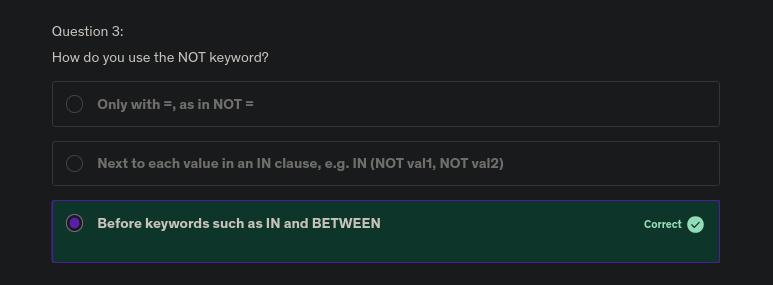 Question 3:
How do you use the NOT keyword?
Only with =, as in NOT =
Next to each value in an IN clause, e.g. IN (NOT val1, NOT val2)
Before keywords such as IN and BETWEEN
Correct